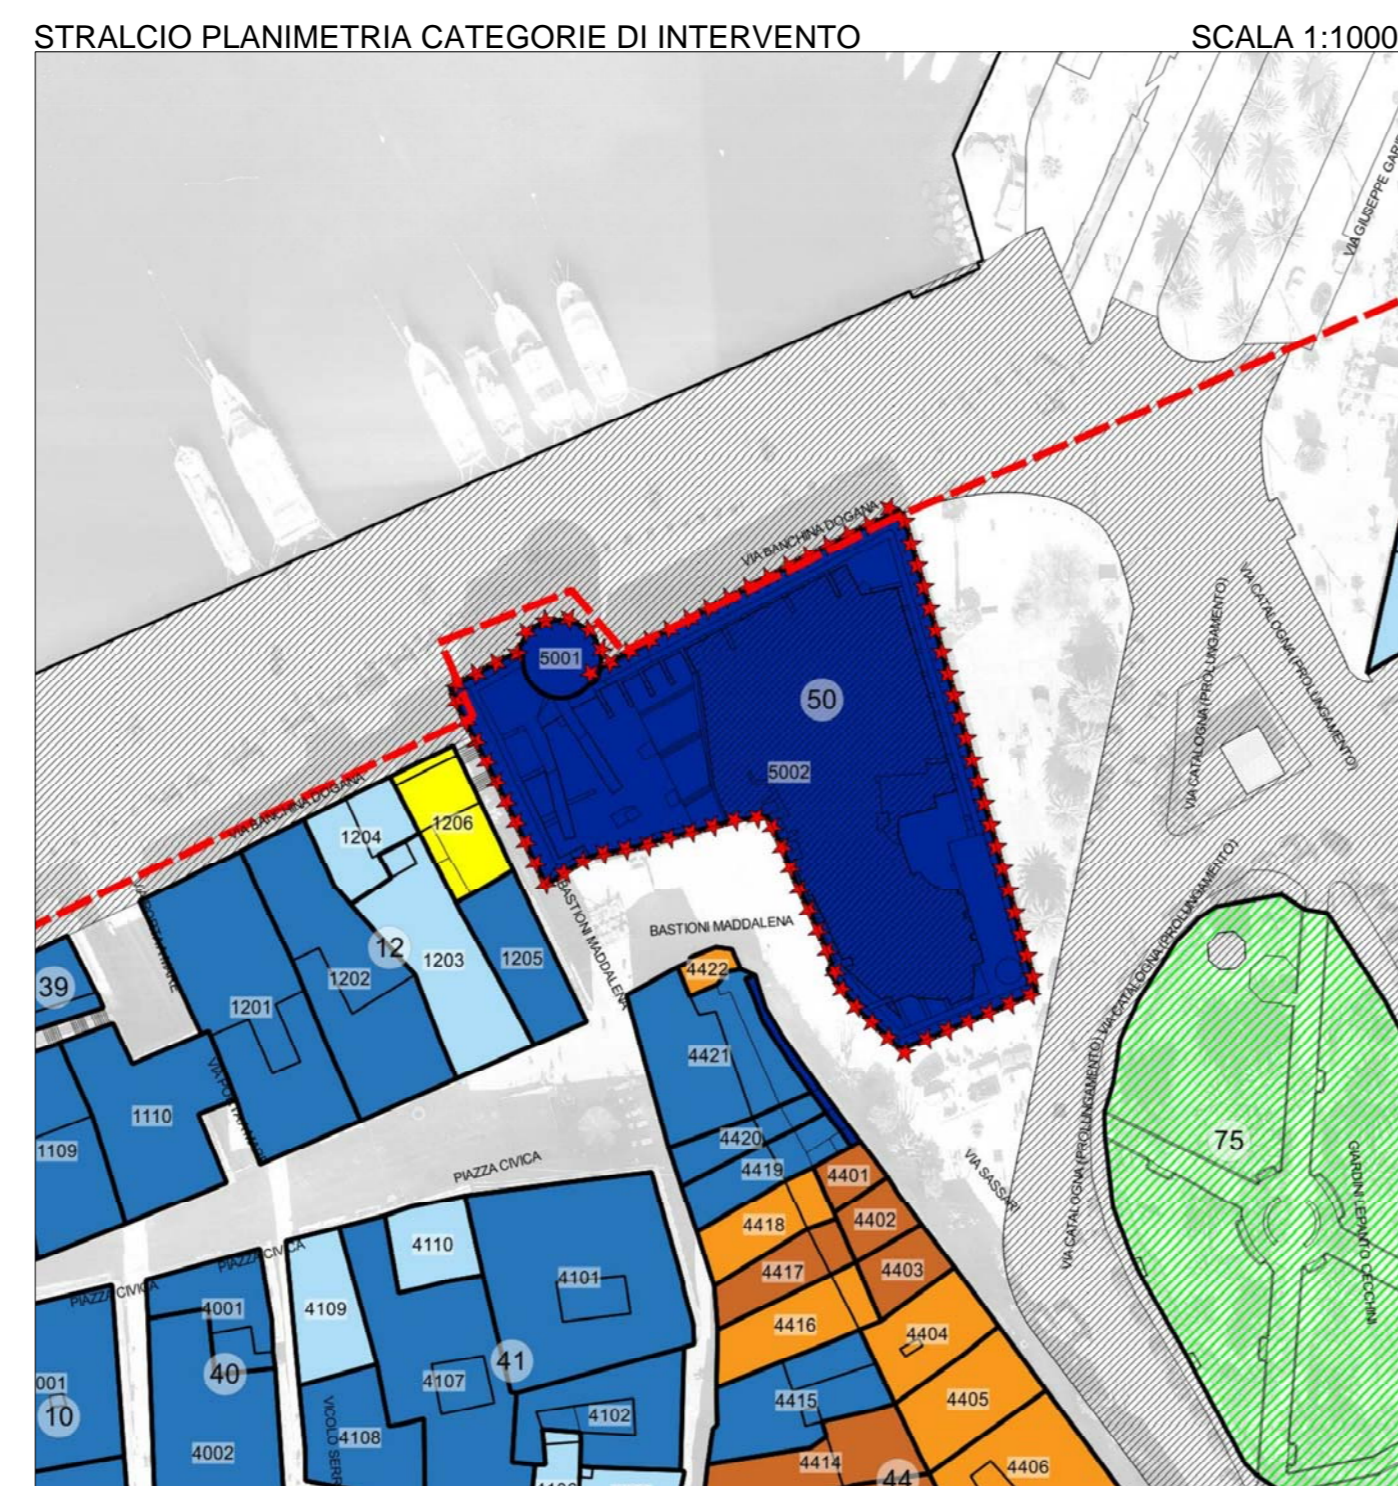 STRALCIO PLANIMETRIA CATEGORIE DI INTERVENTO
SCALA 1:1000
VIA GIUSEPPE
VIA BANCHINA DOGANA
5001
50
5002
VIA CATALOGNA (PROLUNGAMENTO)
VIA CATALOGNA (PROLUNGAMENTO)
VIA BANCHINA DOGANA
1204
1206
BASTIONI MADDALENA
BASTIONI MADDALENA
12
1203
1205
1202
39
1201
4422
4421
VIA CATALOGNA (PROLUNGAMENTO)
VIA CATALOGNA (PROLUNGAMENTO)
1110
1109
4420
4419
75
GIARDINI LEPANTO CECCHINI
PIAZZA CIVICA
4401
VIA SASSARI
4402
4418
4403
4417
4110
PIAZZA CIVICA
PIAZZA CIVICA
4101
4109
4001
4416
4404
40
41
4107
4405
4415
001
10
4102
4002
4108
VICOLO
4414
44
4406